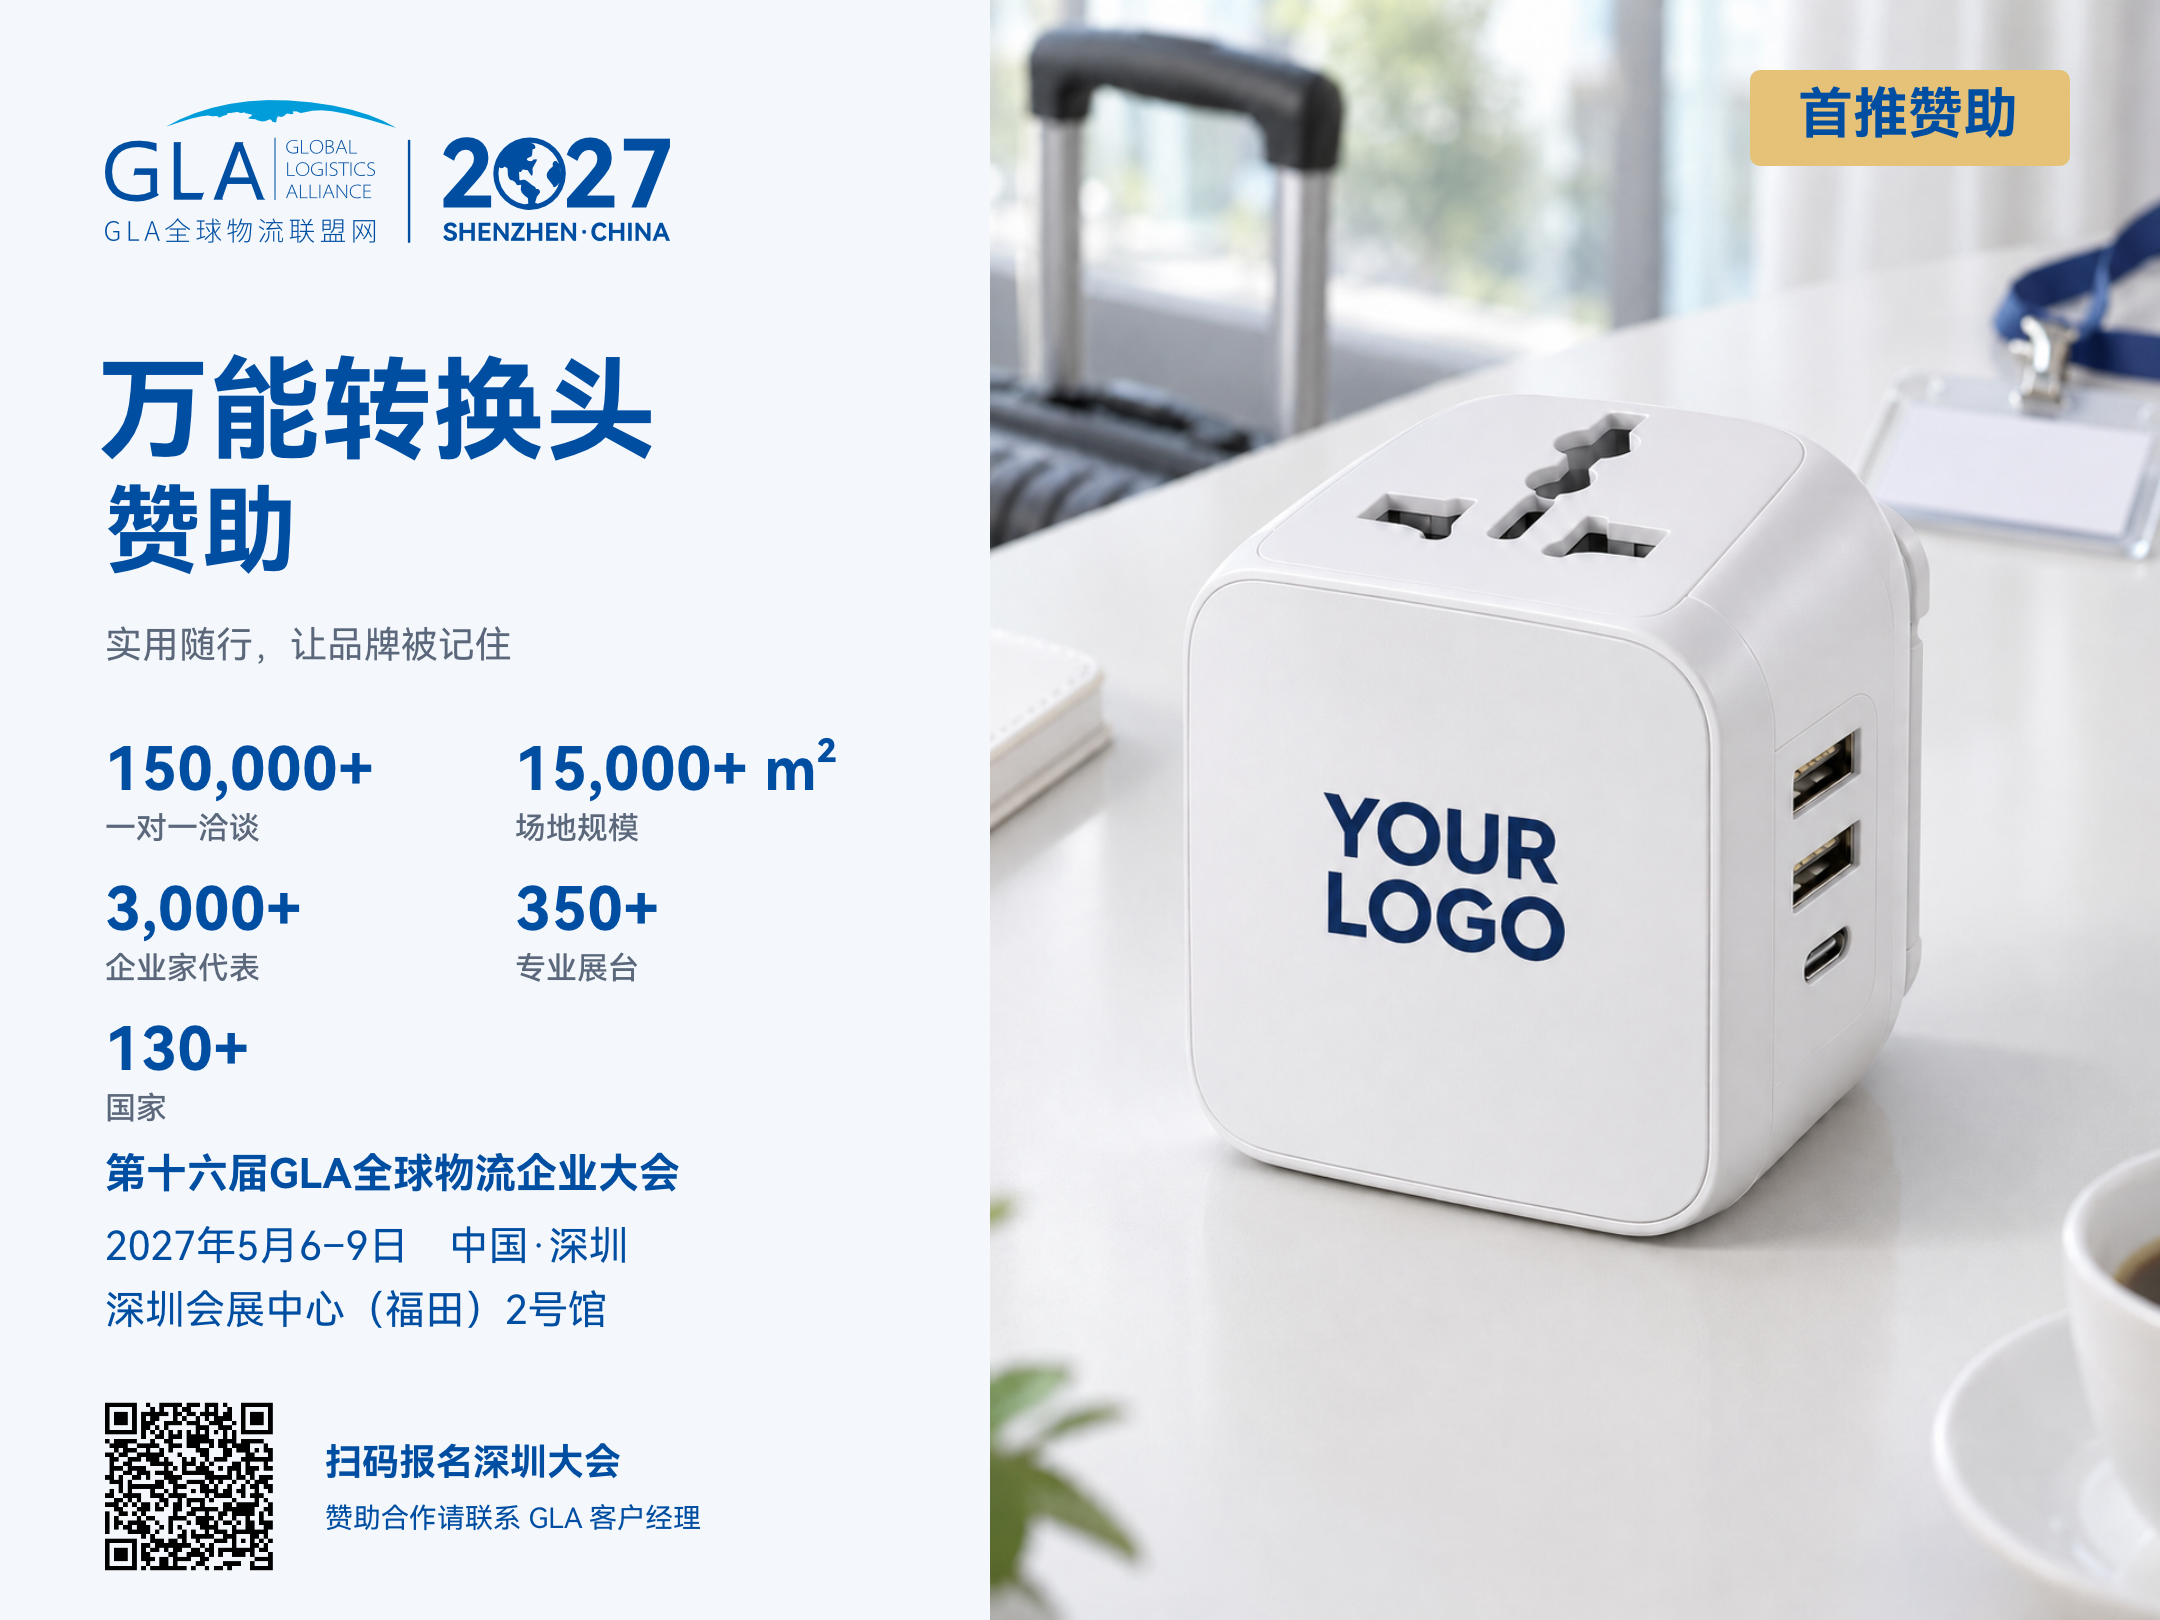 GLA
GLOBAL
LOGISTICS
ALLIANCE
GLA全球物流联盟网
2027
SHENZHEN·CHINA
首推赞助
万能转换头
赞助
实用随行，让品牌被记住
150,000+
一对一洽谈
15,000+ m²
场地规模
3,000+
企业家代表
350+
专业展台
130+
国家
第十六届GLA全球物流企业大会
2027年5月6–9日 中国·深圳
深圳会展中心（福田）2号馆
扫码报名深圳大会
赞助合作请联系 GLA 客户经理
YOUR
LOGO